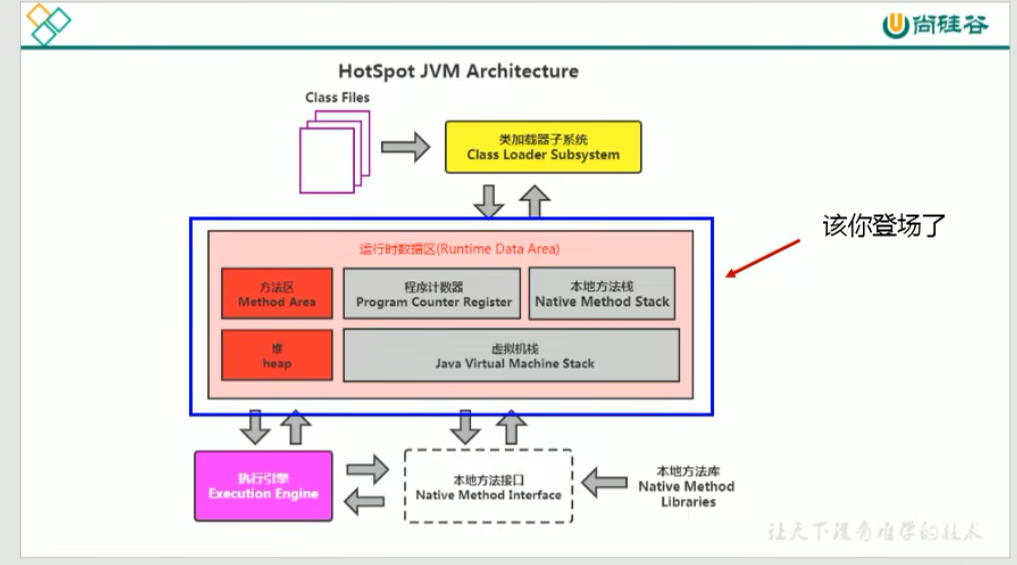 尚硅谷
HotSpot JVM Architecture
Class Files
类加载器子系统
Class Loader Subsystem
该你登场了
运行时数据区(Runtime Data Area)
方法区
Method Area
程序计数器
Program Counter Register
本地方法栈
Native Method Stack
堆
heap
虚拟机栈
Java Virtual Machine Stack
执行引擎
Execution Engine
本地方法接口
Native Method Interface
本地方法库
Native Method
Libraries
让天下没有难学的技术